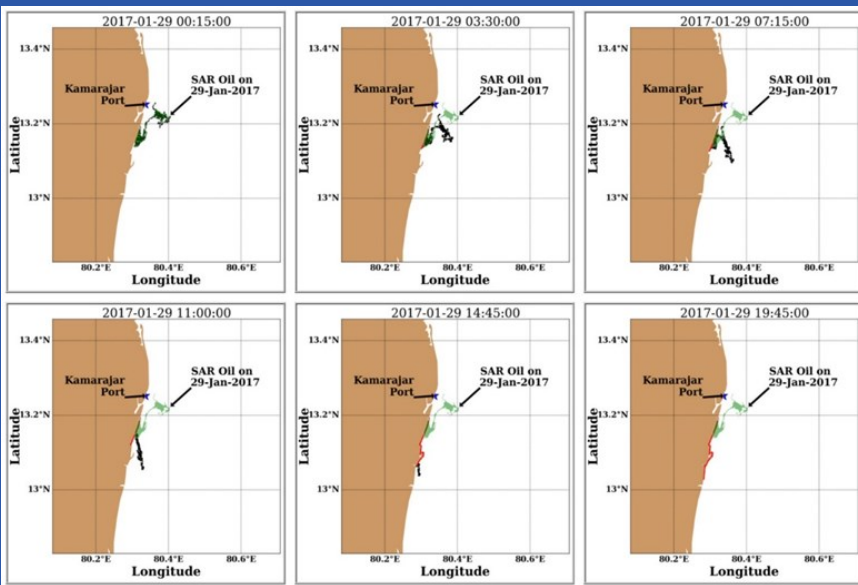 2017-01-29 00:15:00
13.4°N
13.2°N
13°N
Kamarajar
Port
SAR Oil on
29-Jan-2017
80.2°E 80.4°E 80.6°E
Longitude
Latitude
2017-01-29 03:30:00
13.4°N
13.2°N
13°N
Kamarajar
Port
SAR Oil on
29-Jan-2017
80.2°E 80.4°E 80.6°E
Longitude
Latitude
2017-01-29 07:15:00
13.4°N
13.2°N
13°N
Kamarajar
Port
SAR Oil on
29-Jan-2017
80.2°E 80.4°E 80.6°E
Longitude
Latitude
2017-01-29 11:00:00
13.4°N
13.2°N
13°N
Kamarajar
Port
SAR Oil on
29-Jan-2017
80.2°E 80.4°E 80.6°E
Longitude
Latitude
2017-01-29 14:45:00
13.4°N
13.2°N
13°N
Kamarajar
Port
SAR Oil on
29-Jan-2017
80.2°E 80.4°E 80.6°E
Longitude
Latitude
2017-01-29 19:45:00
13.4°N
13.2°N
13°N
Kamarajar
Port
SAR Oil on
29-Jan-2017
80.2°E 80.4°E 80.6°E
Longitude
Latitude